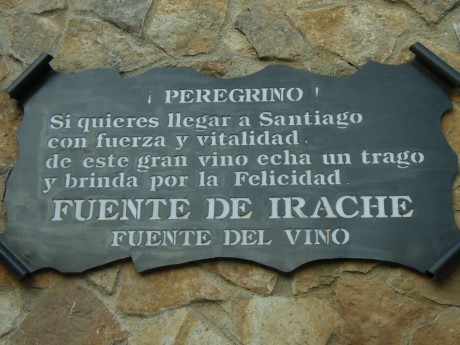 ¡ PEREGRINO !
Si quieres llegar a Santiago
con fuerza y vitalidad.
de este gran vino echa un trago
y brinda por la Felicidad.
FUENTE DE IRACHE
FUENTE DEL VINO